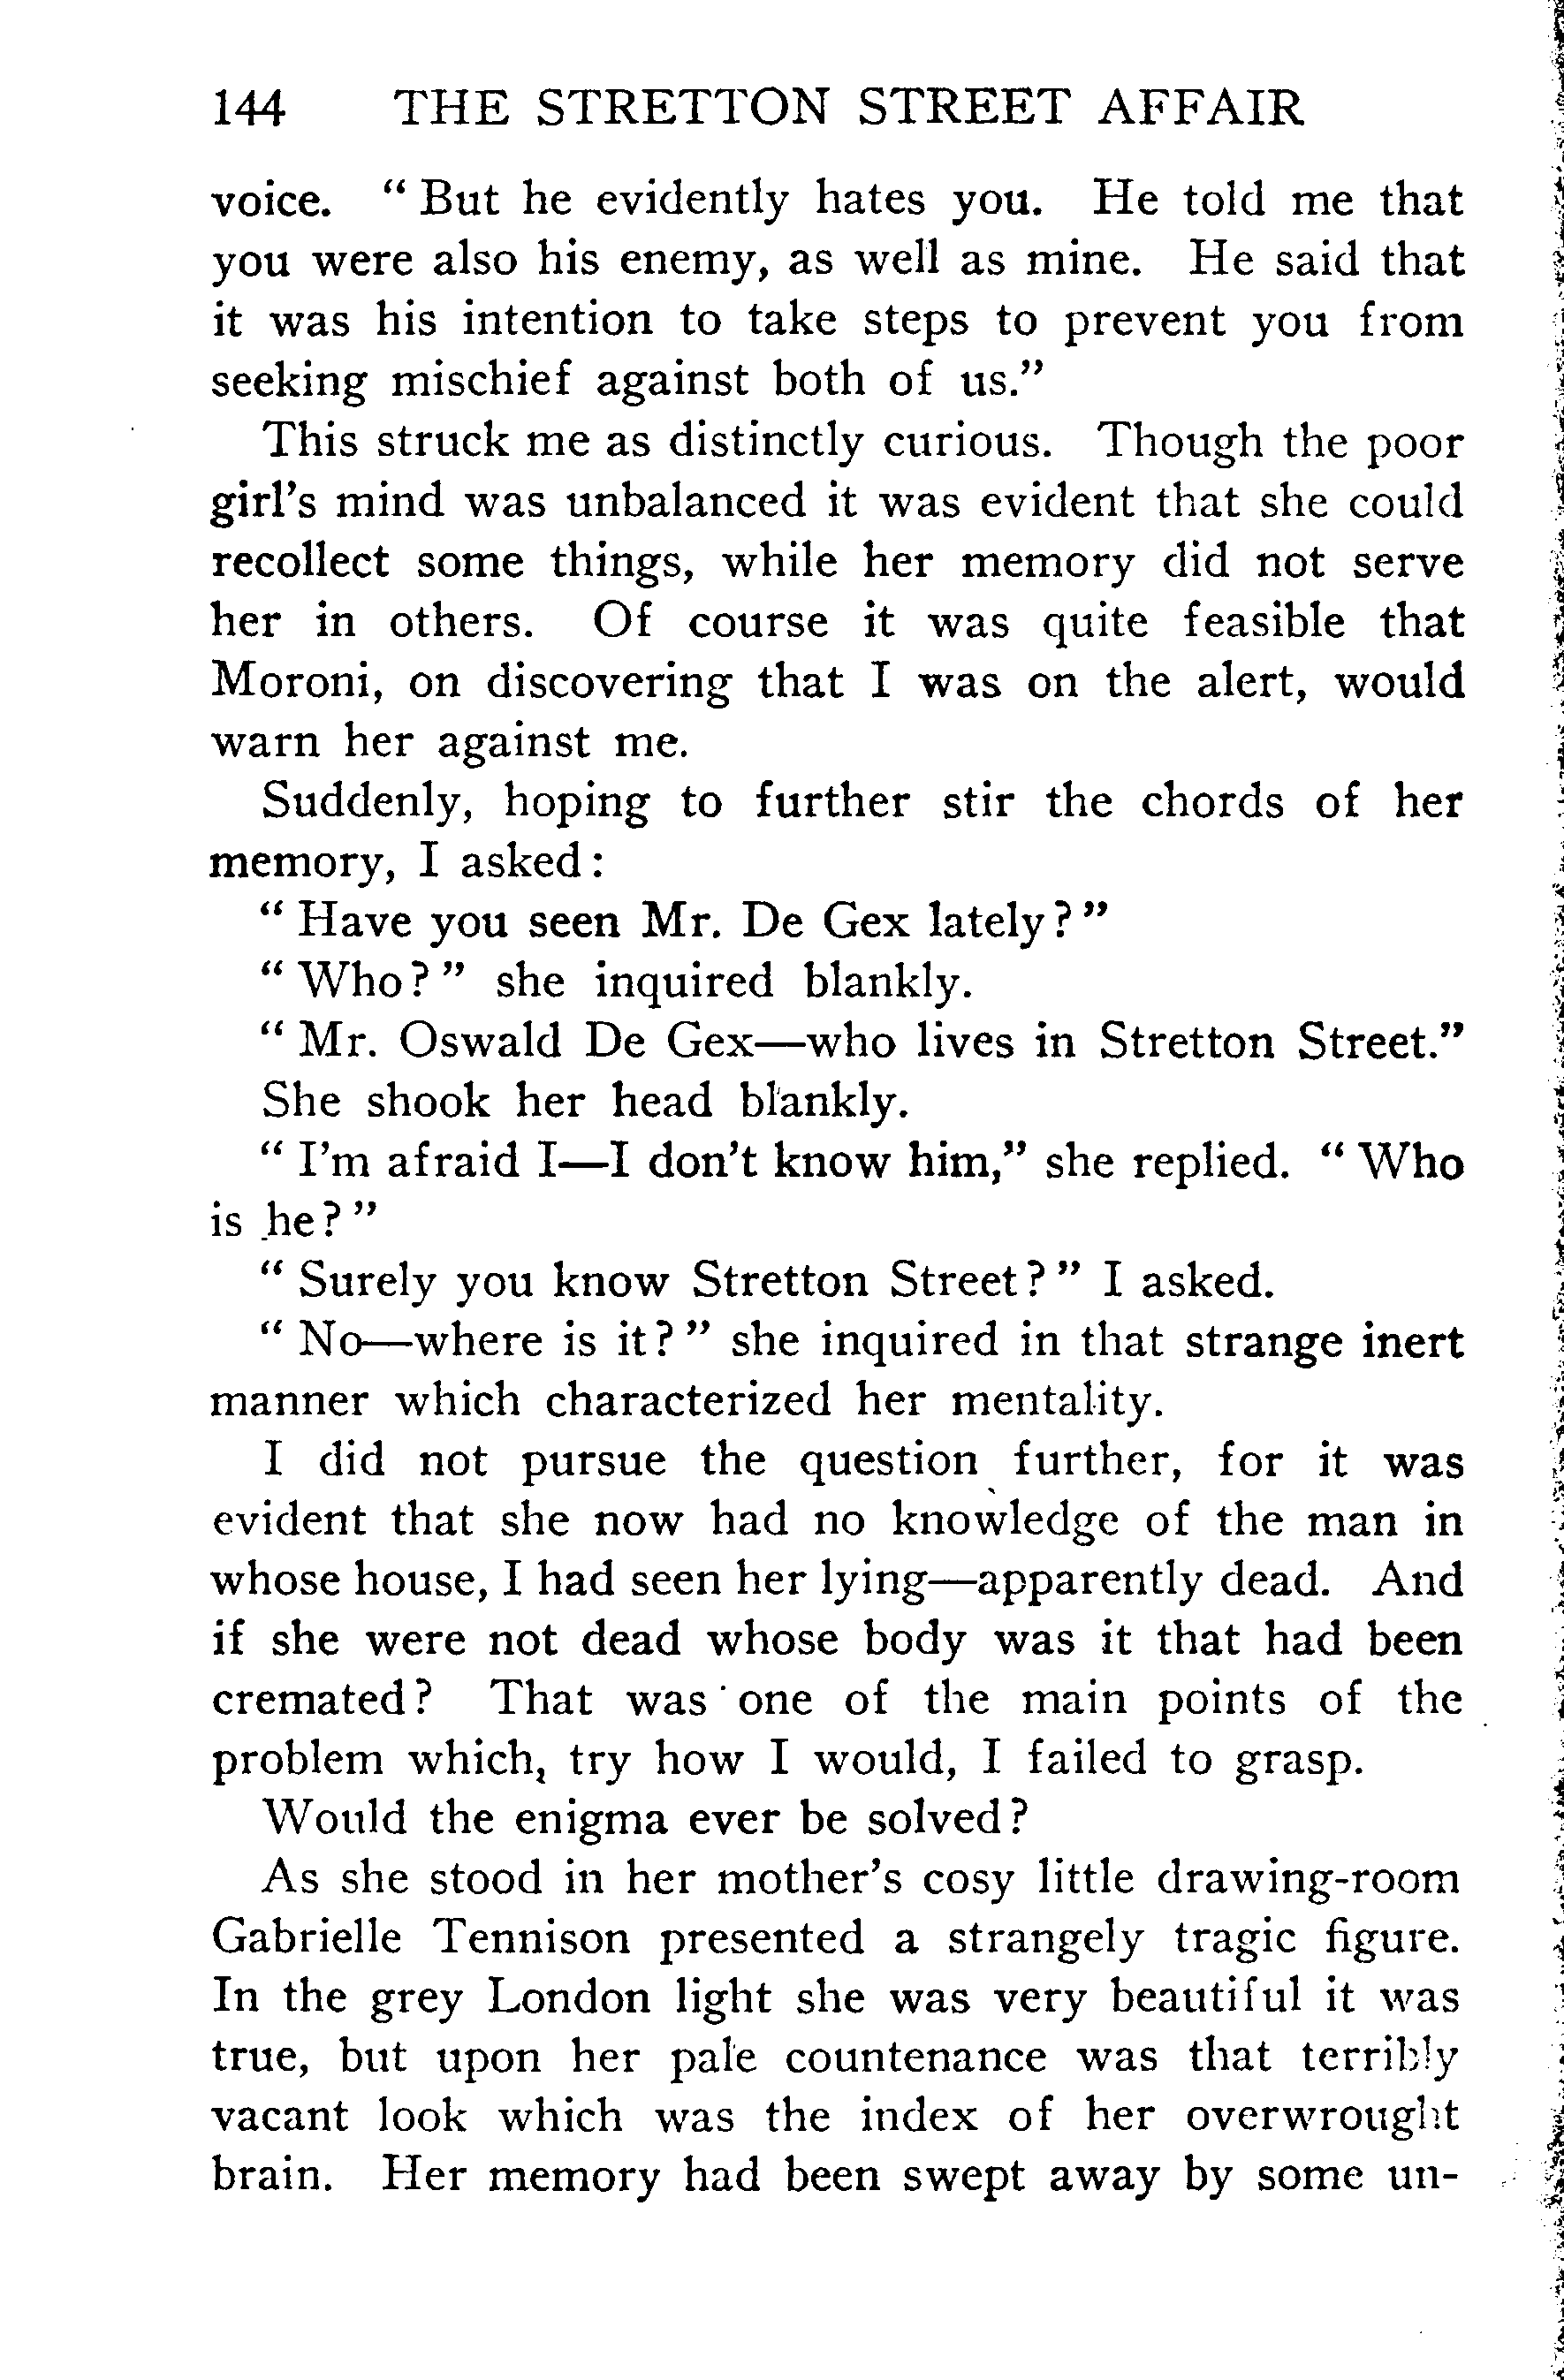 144 THE STRETTON STREET AFFAIR
voice. " But he evidently hates you. He told me that
you were also his enemy, as well as mine. He said that
it was his intention to take steps to prevent you from
seeking mischief against both of us."
This struck me as distinctly curious. Though the poor
girl's mind was unbalanced it was evident that she could
recollect some things, while her memory did not serve
her in others. Of course it was quite feasible that
Moroni, on discovering that I was on the alert, would
warn her against me.
Suddenly, hoping to further stir the chords of her
memory, I asked:
" Have you seen Mr. De Gex lately? "
" Who? " she inquired blankly.
" Mr. Oswald De Gex—who lives in Stretton Street."
She shook her head blankly.
" I'm afraid I—I don't know him," she replied. " Who
is he? "
" Surely you know Stretton Street? " I asked.
" No—where is it? " she inquired in that strange inert
manner which characterized her mentality.
I did not pursue the question further, for it was
evident that she now had no knowledge of the man in
whose house, I had seen her lying—apparently dead. And
if she were not dead whose body was it that had been
cremated? That was one of the main points of the
problem which, try how I would, I failed to grasp.
Would the enigma ever be solved?
As she stood in her mother's cosy little drawing-room
Gabrielle Tennison presented a strangely tragic figure.
In the grey London light she was very beautiful it was
true, but upon her pale countenance was that terribly
vacant look which was the index of her overwrought
brain. Her memory had been swept away by some un-